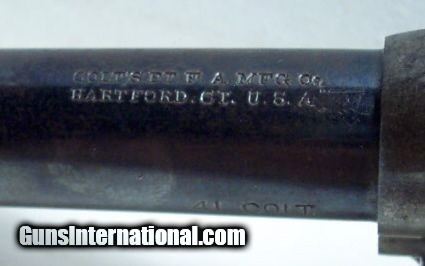 COLT'S PT F A. MFG Co.
HARTFORD. CT. U.S.A.
41 COLT
GunsInternational.com